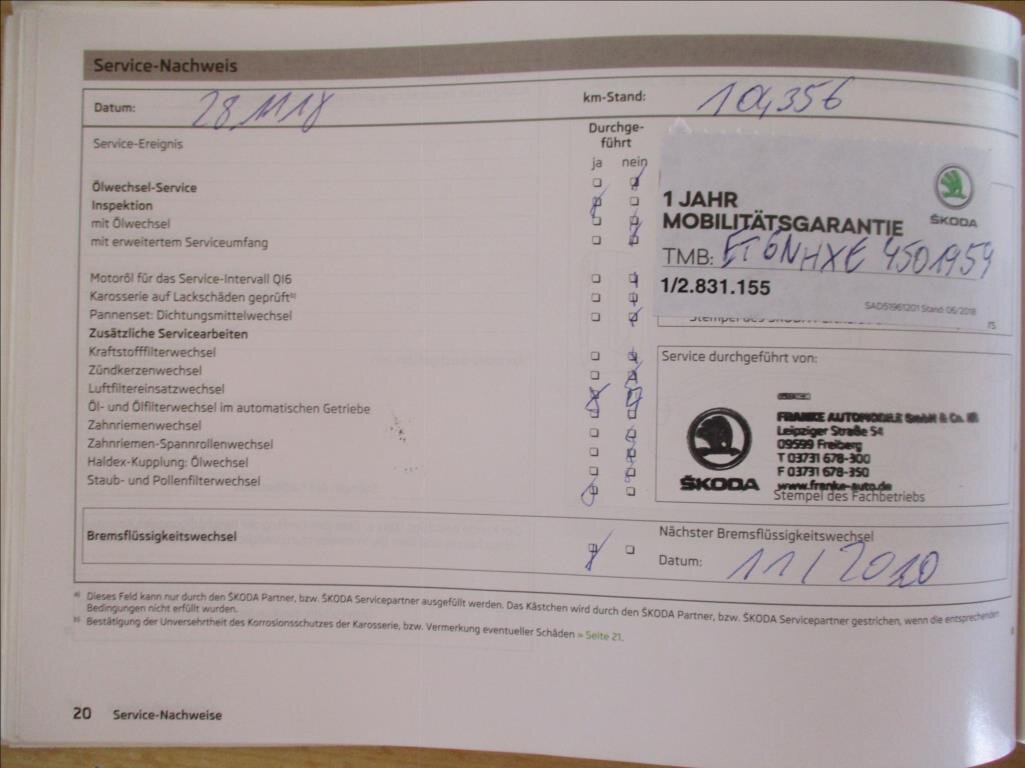 Service-Nachweis
Datum: 28 11 18
km-Stand: 104,356
Service-Ereignis
Durchge-
führt
ja nein
Ölwechsel-Service
Inspektion
mit Ölwechsel
mit erweitertem Serviceumfang
Motoröl für das Service-Intervall QI6
Karosserie auf Lackschäden geprüft b)
Pannenset: Dichtungsmittelwechsel
Zusätzliche Servicearbeiten
Kraftstofffilterwechsel
Zündkerzenwechsel
Luftfiltereinsatzwechsel
Öl- und Ölfilterwechsel im automatischen Getriebe
Zahnriemenwechsel
Zahnriemen-Spannrollenwechsel
Haldex-Kupplung: Ölwechsel
Staub- und Pollenfilterwechsel
1 JAHR
MOBILITÄTSGARANTIE
ŠKODA
TMB: ET6NHXE 4501954
1/2.831.155
SAD51961201 Stand: 06/2018
Service durchgeführt von:
FRANKE AUTOMOBILE GmbH & Co. KG
Leipziger Straße 54
09599 Freiberg
T 03731 678-300
F 03731 678-350
www.franke-auto.de
ŠKODA
Stempel des Fachbetriebs
Bremsflüssigkeitswechsel
Nächster Bremsflüssigkeitswechsel
Datum: 11/2020
a) Dieses Feld kann nur durch den ŠKODA Partner, bzw. ŠKODA Servicepartner ausgefüllt werden. Das Kästchen wird durch den ŠKODA Partner, bzw. ŠKODA Servicepartner gestrichen, wenn die entsprechenden
Bedingungen nicht erfüllt wurden.
b) Bestätigung der Unversehrtheit des Korrosionsschutzes der Karosserie, bzw. Vermerkung eventueller Schäden » Seite 21.
20 Service-Nachweise